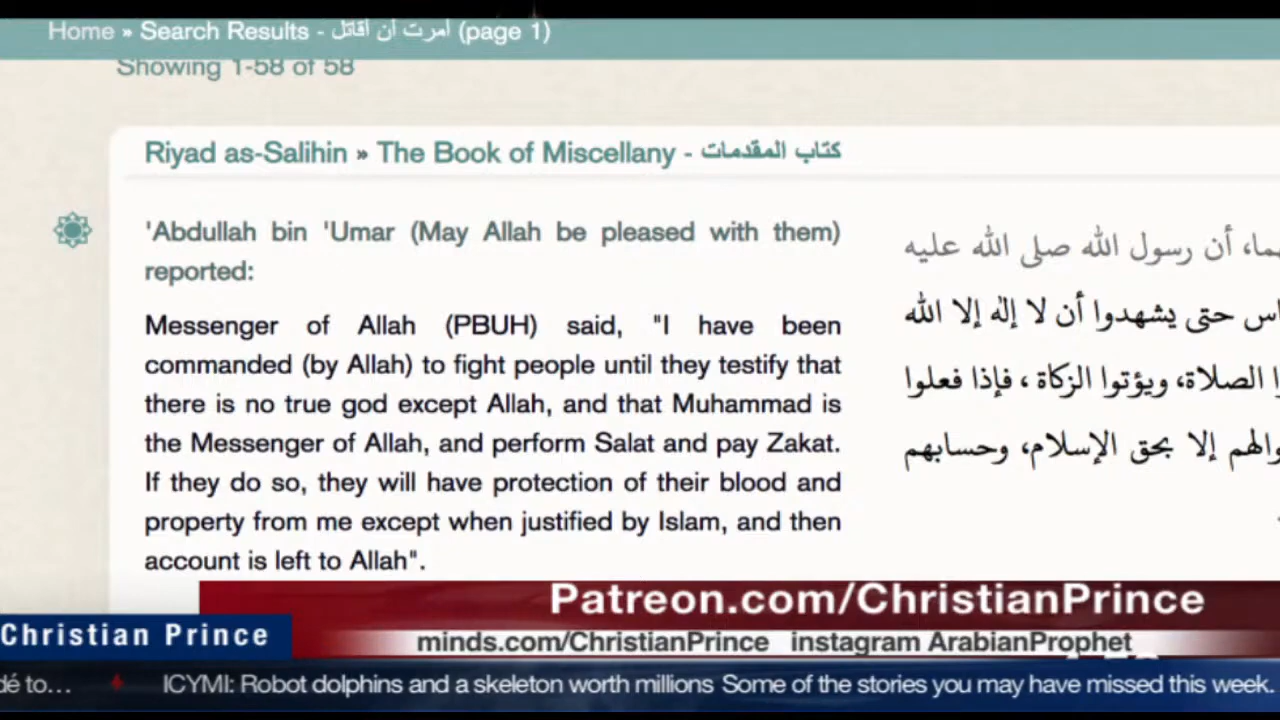 Home » Search Results - أمرت أن أقاتل (page 1)
Showing 1-58 of 58
Riyad as-Salihin » The Book of Miscellany - كتاب المقدمات
'Abdullah bin 'Umar (May Allah be pleased with them)
reported:
Messenger of Allah (PBUH) said, "I have been
commanded (by Allah) to fight people until they testify that
there is no true god except Allah, and that Muhammad is
the Messenger of Allah, and perform Salat and pay Zakat.
If they do so, they will have protection of their blood and
property from me except when justified by Islam, and then
account is left to Allah".
أن رسول الله صلى الله عليه
حتى يشهدوا أن لا إله إلا الله
الصلاة، ويؤتوا الزكاة ، فإذا فعلوا
إلا بحق الإسلام، وحسابهم
Patreon.com/ChristianPrince
Christian Prince
minds.com/ChristianPrince instagram ArabianProphet
dé to... ICYMI: Robot dolphins and a skeleton worth millions Some of the stories you may have missed this week.